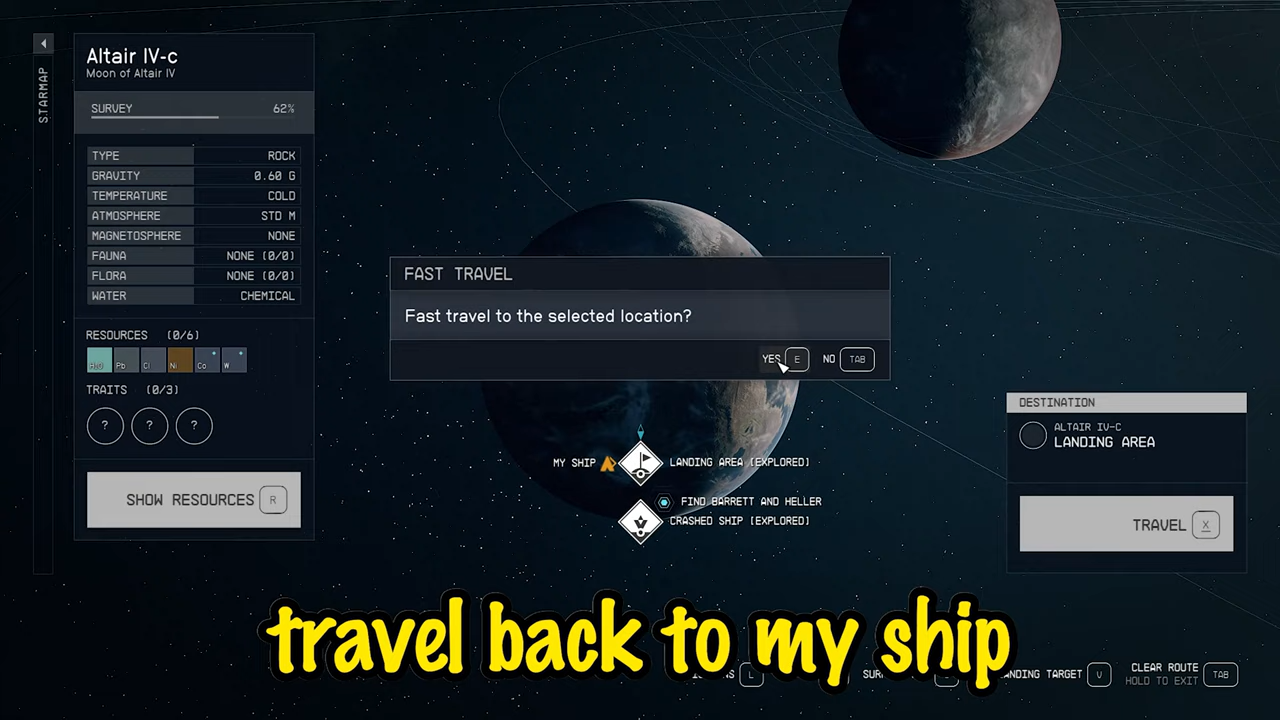 STARMAP
Altair IV-c
Moon of Altair IV
SURVEY 62%
TYPE ROCK
GRAVITY 0.60 G
TEMPERATURE COLD
ATMOSPHERE STD M
MAGNETOSPHERE NONE
FAUNA NONE (0/0)
FLORA NONE (0/0)
WATER CHEMICAL
RESOURCES (0/6)
H₂O Pb Cl Ni Co W
TRAITS (0/3)
? ? ?
SHOW RESOURCES R
FAST TRAVEL
Fast travel to the selected location?
YES E NO TAB
MY SHIP LANDING AREA [EXPLORED]
FIND BARRETT AND HELLER
CRASHED SHIP [EXPLORED]
DESTINATION
ALTAIR IV-C
LANDING AREA
TRAVEL X
travel back to my ship
L
LANDING TARGET V
CLEAR ROUTE
HOLD TO EXIT TAB